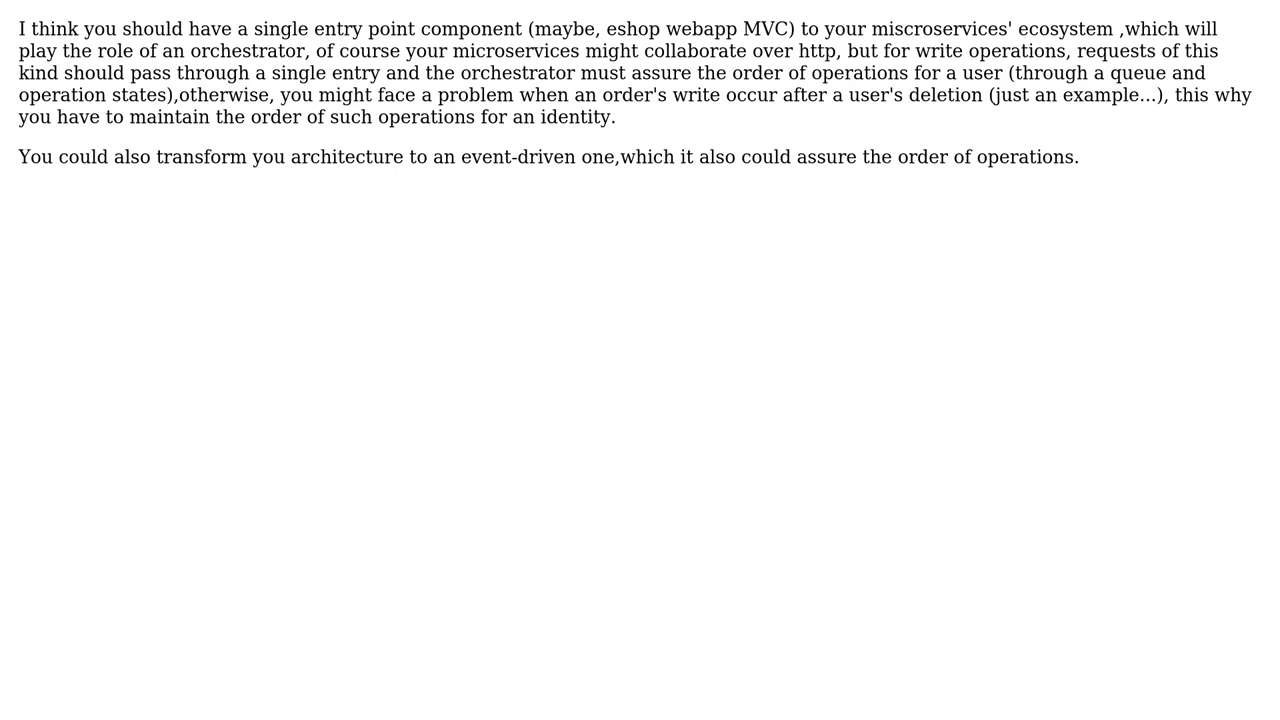 I think you should have a single entry point component (maybe, eshop webapp MVC) to your miscroservices' ecosystem ,which will
play the role of an orchestrator, of course your microservices might collaborate over http, but for write operations, requests of this
kind should pass through a single entry and the orchestrator must assure the order of operations for a user (through a queue and
operation states),otherwise, you might face a problem when an order's write occur after a user's deletion (just an example...), this why
you have to maintain the order of such operations for an identity.
You could also transform you architecture to an event-driven one,which it also could assure the order of operations.